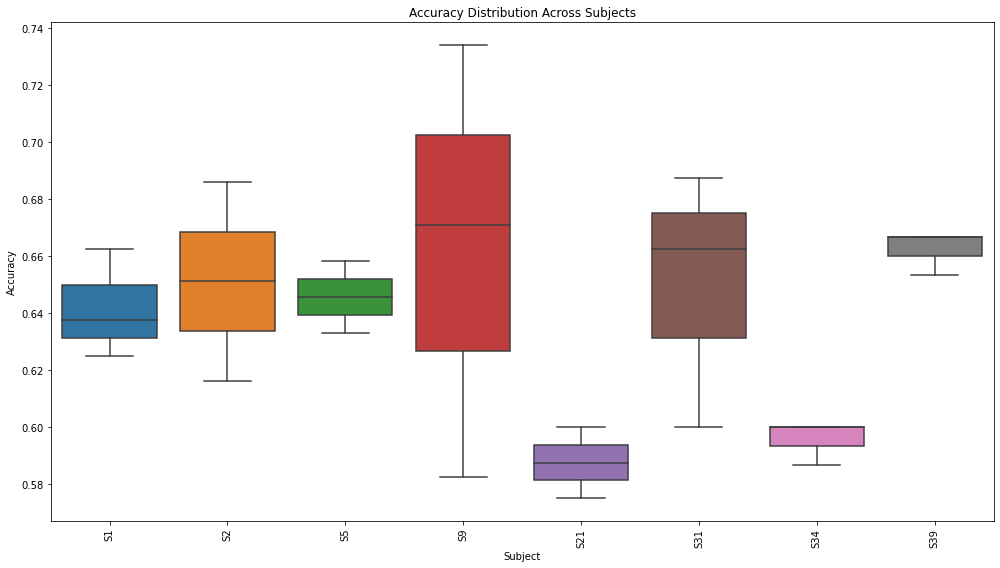 Accuracy Distribution Across Subjects
0.74
0.72
0.70
0.68
0.66
0.64
0.62
0.60
0.58
Accuracy
S1
S2
S5
S9
S21
S31
S34
S39
Subject